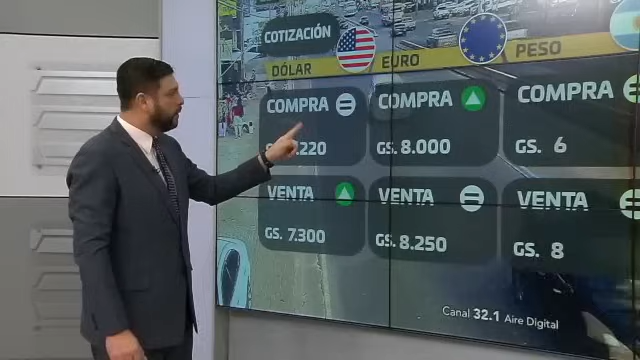 COTIZACIÓN
DÓLAR EURO PESO
COMPRA COMPRA COMPRA
220 GS. 8.000 GS. 6
VENTA VENTA VENTA
GS. 7.300 GS. 8.250 GS. 8
Canal 32.1 Aire Digital